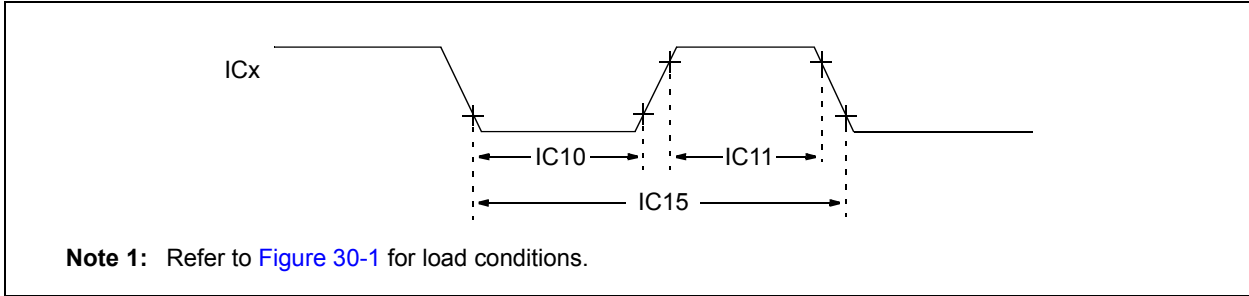 ICx
IC10
IC11
IC15
Note 1: Refer to Figure 30-1 for load conditions.